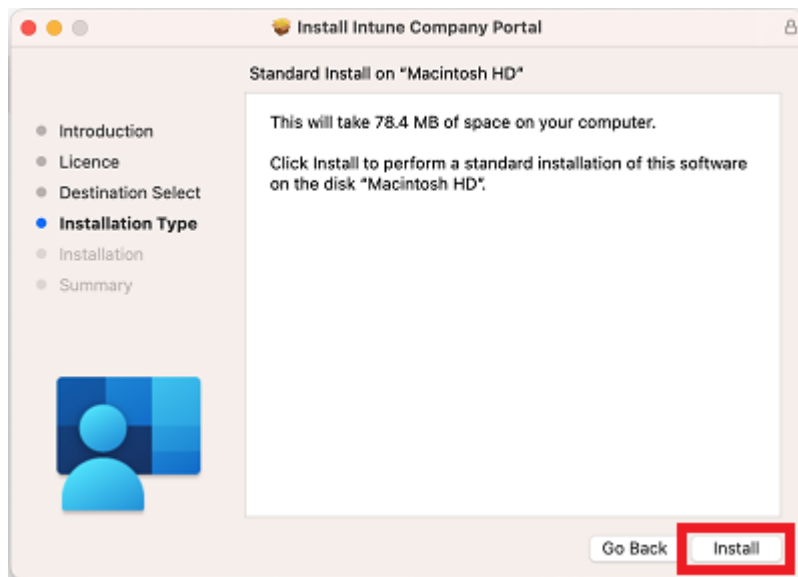 Install Intune Company Portal
Standard Install on “Macintosh HD”
Introduction
Licence
Destination Select
Installation Type
Installation
Summary
This will take 78.4 MB of space on your computer.
Click Install to perform a standard installation of this software
on the disk “Macintosh HD”.
Go Back
Install